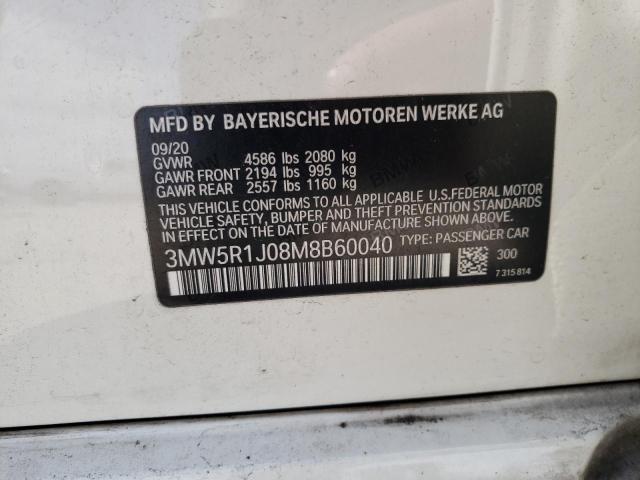 MFD BY BAYERISCHE MOTOREN WERKE AG
09/20
GVWR 4586 lbs 2080 kg
GAWR FRONT 2194 lbs 995 kg
GAWR REAR 2557 lbs 1160 kg
THIS VEHICLE CONFORMS TO ALL APPLICABLE U.S.FEDERAL MOTOR
VEHICLE SAFETY, BUMPER AND THEFT PREVENTION STANDARDS
IN EFFECT ON THE DATE OF MANUFACTURE SHOWN ABOVE.
3MW5R1J08M8B60040 TYPE: PASSENGER CAR
300
7 315 814